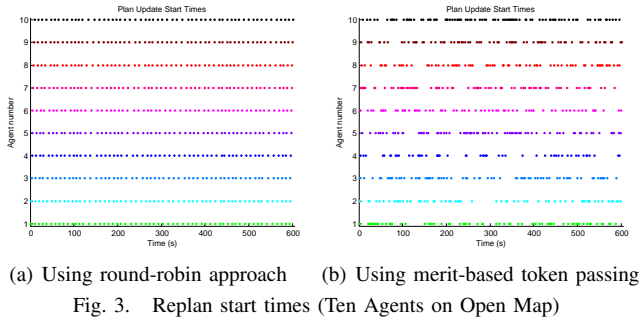 Plan Update Start Times
Agent number
10
9
8
7
6
5
4
3
2
1
0 100 200 300 400 500 600
Time (s)
Plan Update Start Times
Agent number
10
9
8
7
6
5
4
3
2
1
0 100 200 300 400 500 600
Time (s)
(a) Using round-robin approach
(b) Using merit-based token passing
Fig. 3. Replan start times (Ten Agents on Open Map)